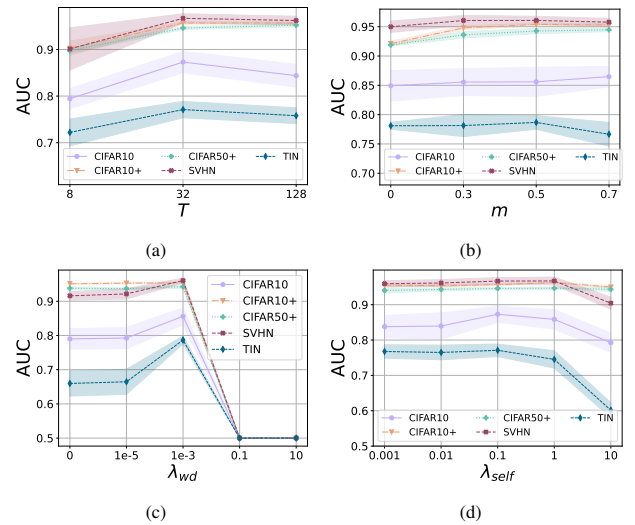 AUC
0.9
0.8
0.7
8
32
128
T
CIFAR10
CIFAR10+
CIFAR50+
SVHN
TIN
(a)
AUC
0.95
0.90
0.85
0.80
0.75
0.70
0
0.3
0.5
0.7
m
CIFAR10
CIFAR10+
CIFAR50+
SVHN
TIN
(b)
AUC
0.9
0.8
0.7
0.6
0.5
0
1e-5
1e-3
0.1
10
λwd
CIFAR10
CIFAR10+
CIFAR50+
SVHN
TIN
(c)
AUC
0.9
0.8
0.7
0.6
0.5
0.001
0.01
0.1
1
10
λself
CIFAR10
CIFAR10+
CIFAR50+
SVHN
TIN
(d)